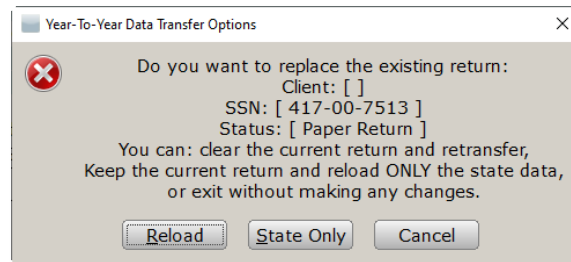 Year-To-Year Data Transfer Options
Do you want to replace the existing return:
Client: [ ]
SSN: [ 417-00-7513 ]
Status: [ Paper Return ]
You can: clear the current return and retransfer,
Keep the current return and reload ONLY the state data,
or exit without making any changes.
Reload State Only Cancel